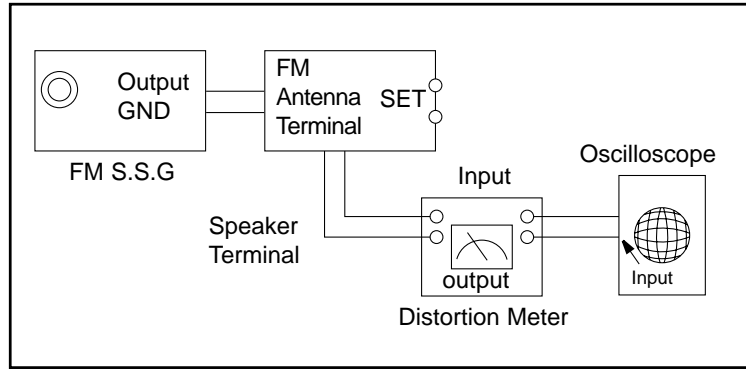 Output
GND
FM S.S.G
FM
Antenna
Terminal
SET
Speaker
Terminal
Input
output
Distortion Meter
Oscilloscope
Input